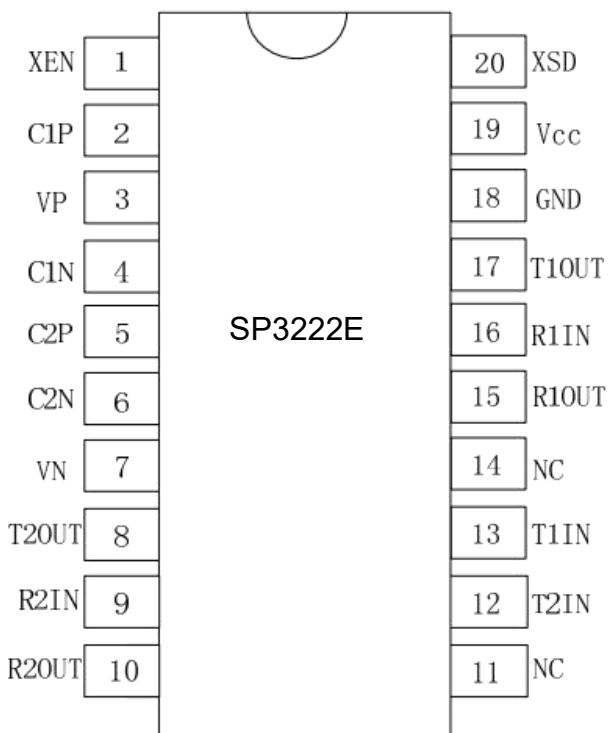 XEN 1 20 XSD
C1P 2 19 Vcc
VP 3 18 GND
C1N 4 17 T1OUT
C2P 5 SP3222E 16 R1IN
C2N 6 15 R1OUT
VN 7 14 NC
T2OUT 8 13 T1IN
R2IN 9 12 T2IN
R2OUT 10 11 NC